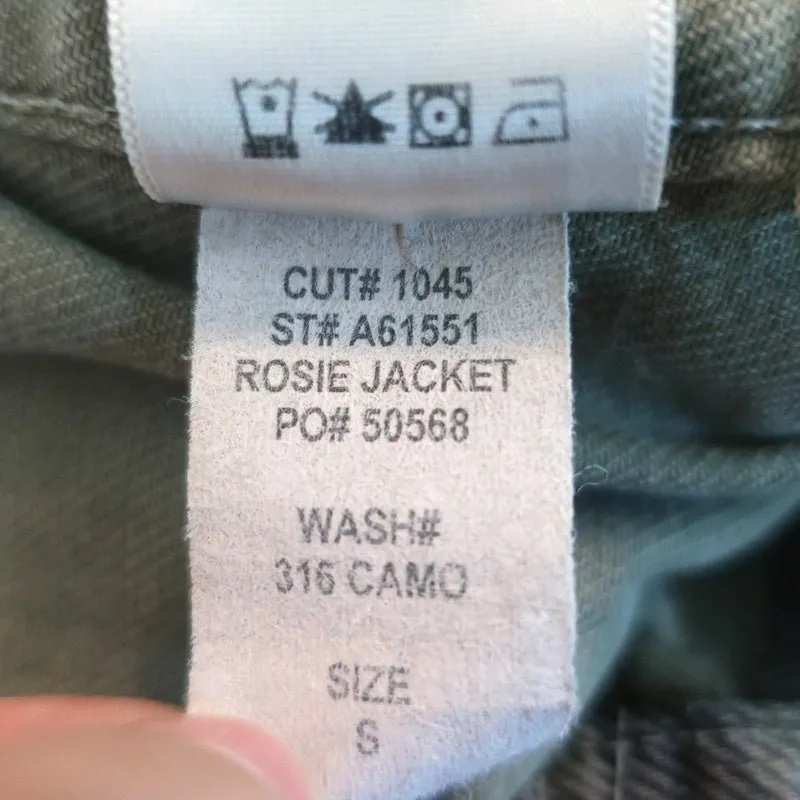 CUT# 1045
ST# A61551
ROSIE JACKET
PO# 50568
WASH#
316 CAMO
SIZE
S